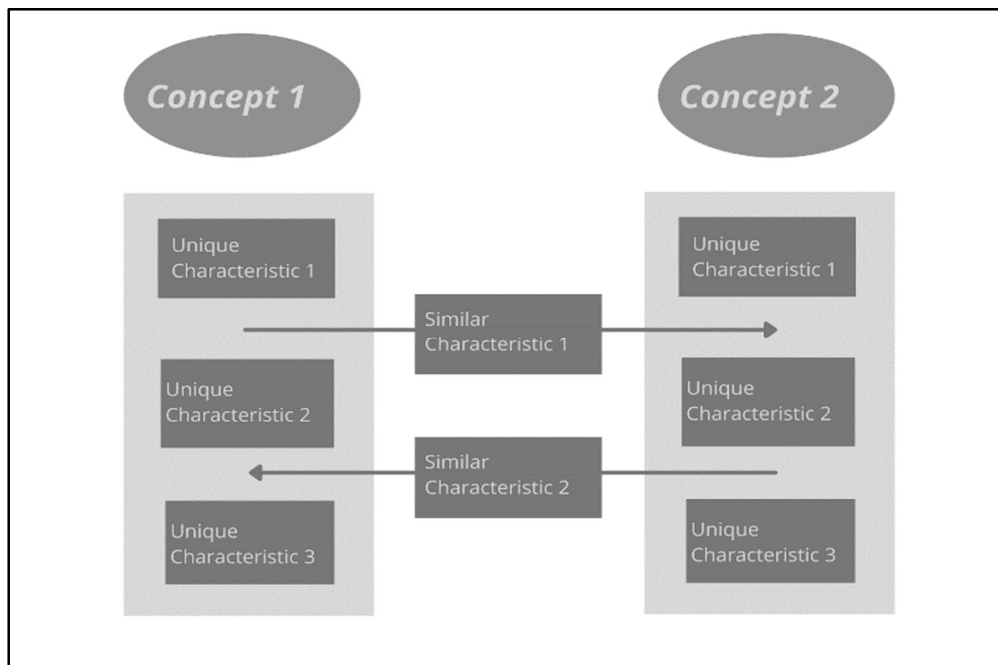 Concept 1
Concept 2
Unique
Characteristic 1
Unique
Characteristic 1
Similar
Characteristic 1
Unique
Characteristic 2
Unique
Characteristic 2
Similar
Characteristic 2
Unique
Characteristic 3
Unique
Characteristic 3